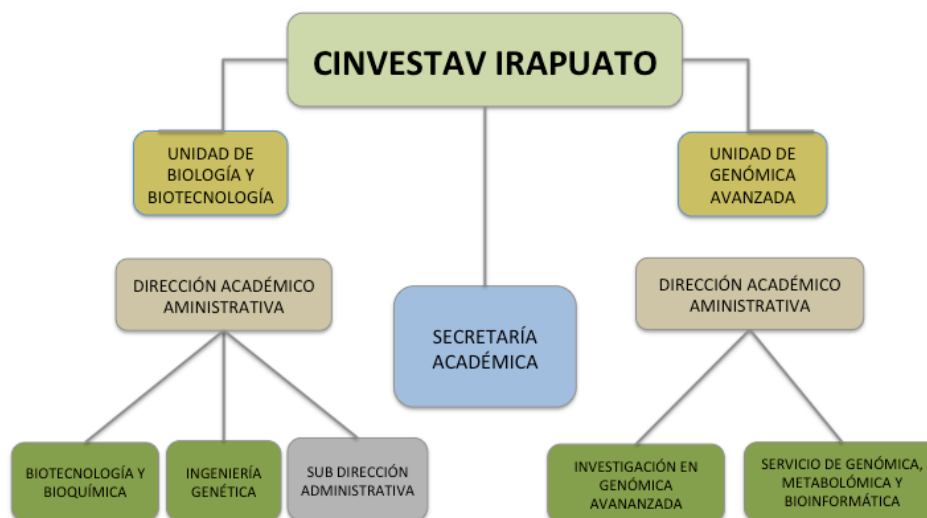 CINVESTAV IRAPUATO
UNIDAD DE
BIOLOGÍA Y
BIOTECNOLOGÍA
UNIDAD DE
GENÓMICA
AVANZADA
DIRECCIÓN ACADÉMICO
AMINISTRATIVA
SECRETARÍA
ACADÉMICA
DIRECCIÓN ACADÉMICO
AMINISTRATIVA
BIOTECNOLOGÍA Y
BIOQUÍMICA
INGENIERÍA
GENÉTICA
SUB DIRECCIÓN
ADMINISTRATIVA
INVESTIGACIÓN EN
GENÓMICA
AVANANZADA
SERVICIO DE GENÓMICA,
METABOLÓMICA Y
BIOINFORMÁTICA